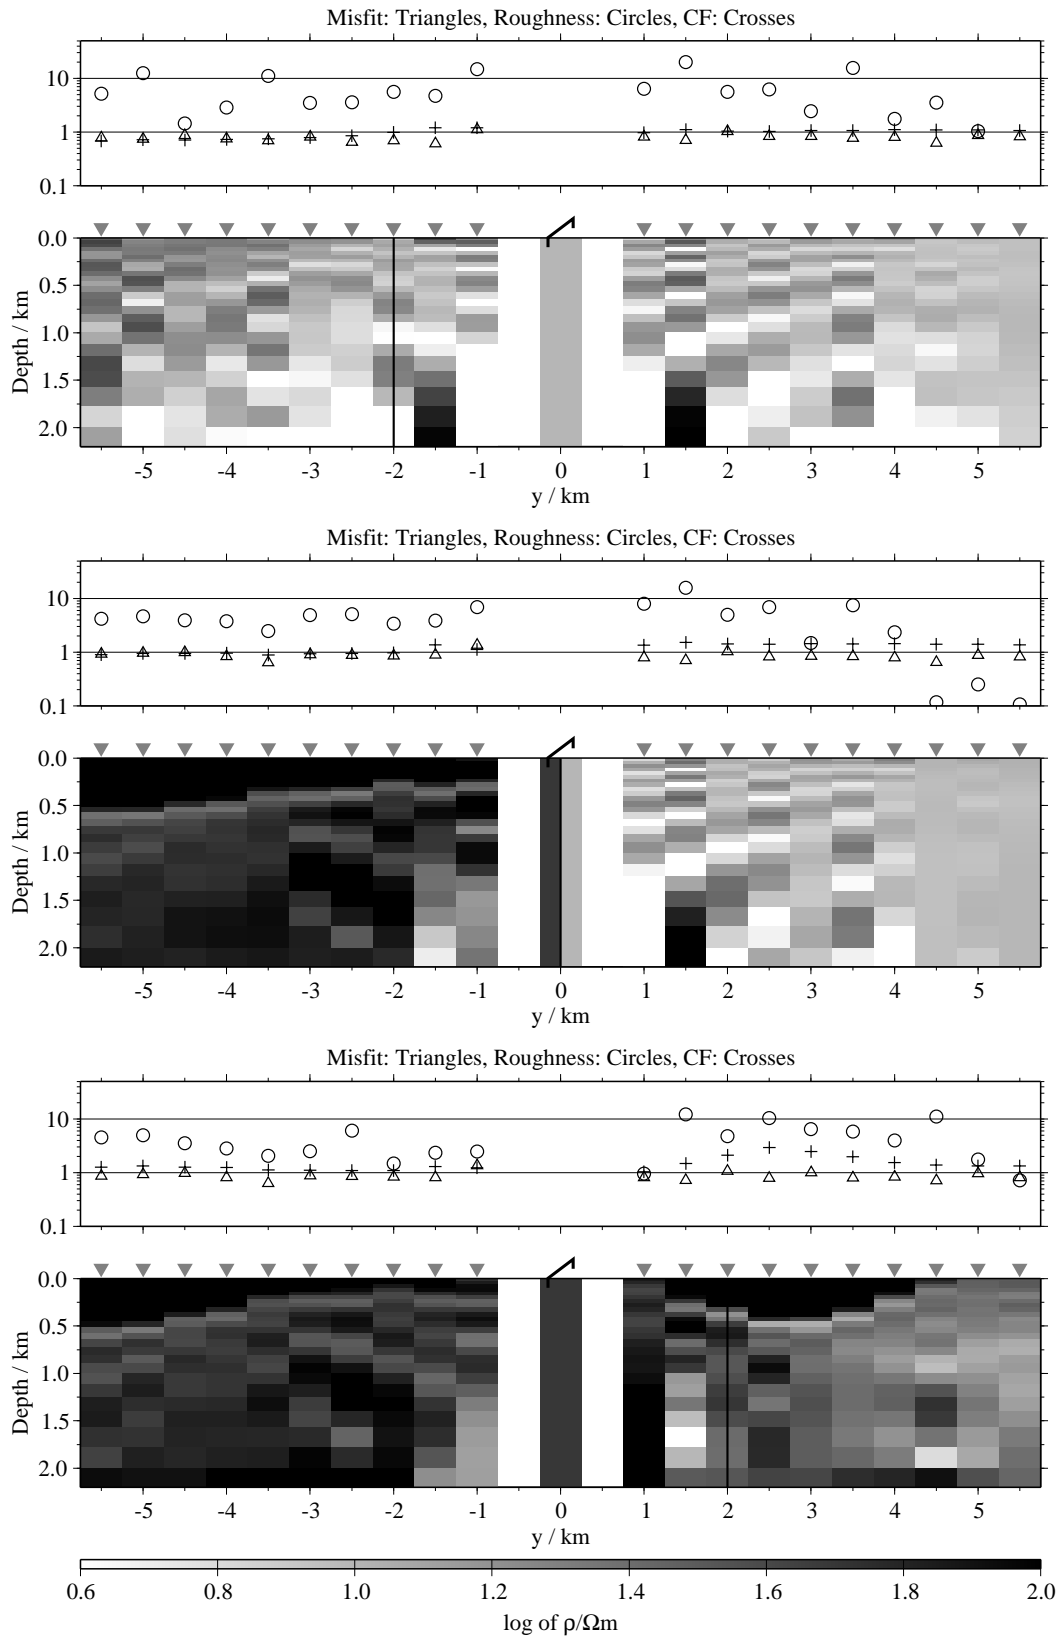 Misfit: Triangles, Roughness: Circles, CF: Crosses
10
1
0.1
0.0
0.5
1.0
1.5
2.0
Depth / km
-5 -4 -3 -2 -1 0 1 2 3 4 5
y / km
Misfit: Triangles, Roughness: Circles, CF: Crosses
10
1
0.1
0.0
0.5
1.0
1.5
2.0
Depth / km
-5 -4 -3 -2 -1 0 1 2 3 4 5
y / km
Misfit: Triangles, Roughness: Circles, CF: Crosses
10
1
0.1
0.0
0.5
1.0
1.5
2.0
Depth / km
-5 -4 -3 -2 -1 0 1 2 3 4 5
y / km
0.6 0.8 1.0 1.2 1.4 1.6 1.8 2.0
log of ρ/Ωm